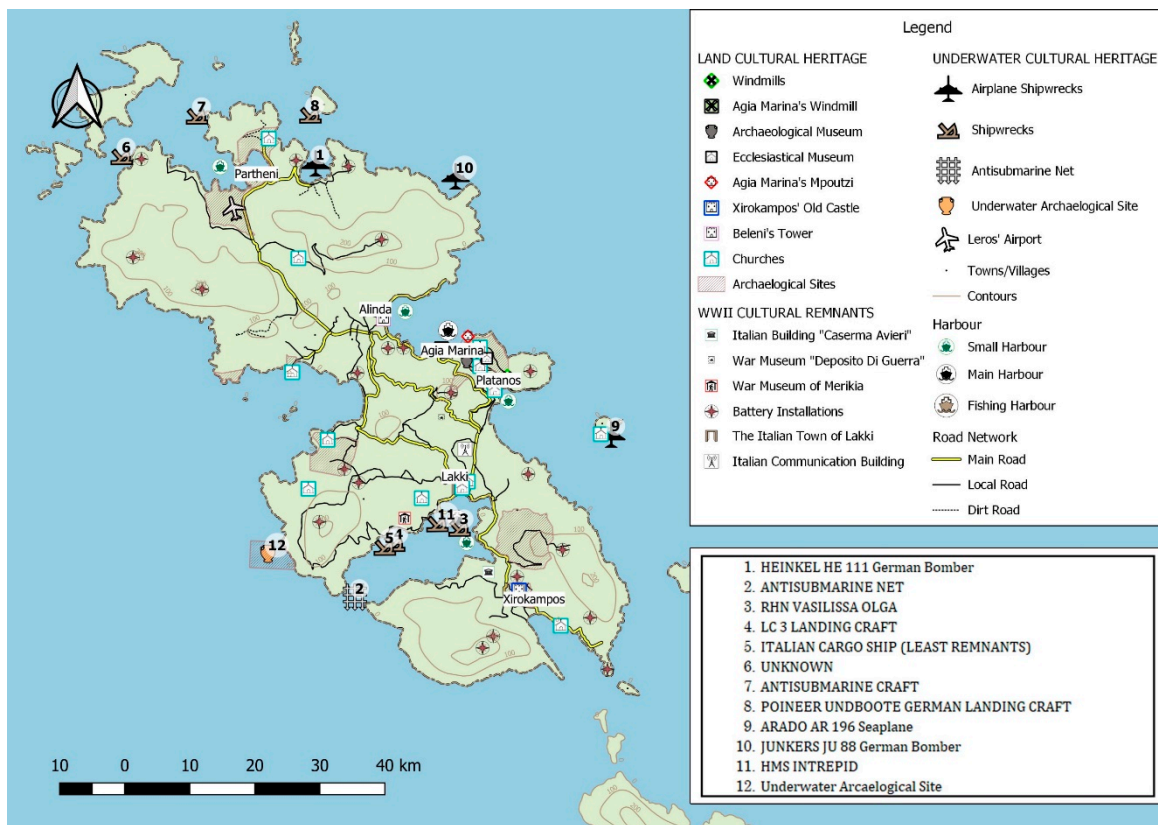 Legend
LAND CULTURAL HERITAGE
Windmills
Agia Marina's Windmill
Archaeological Museum
Ecclesiastical Museum
Agia Marina's Mpoutzi
Xirokampos' Old Castle
Beleni's Tower
Churches
Archaeological Sites
WWII CULTURAL REMNANTS
Italian Building "Caserma Avieri"
War Museum "Deposito Di Guerra"
War Museum of Merikia
Battery Installations
The Italian Town of Lakki
Italian Communication Building
UNDERWATER CULTURAL HERITAGE
Airplane Shipwrecks
Shipwrecks
Antisubmarine Net
Underwater Archaelogical Site
Leros' Airport
Towns/Villages
Contours
Harbour
Small Harbour
Main Harbour
Fishing Harbour
Road Network
Main Road
Local Road
Dirt Road
7
8
6
1
10
Partheni
300
100
100
Alinda
Agia Marina
Platanos
100
9
Lakki
11
3
5
4
12
2
100
100
Xirokampos
100
10 0 10 20 30 40 km
1. HEINKEL HE 111 German Bomber
2. ANTISUBMARINE NET
3. RHN VASILISSA OLGA
4. LC 3 LANDING CRAFT
5. ITALIAN CARGO SHIP (LEAST REMNANTS)
6. UNKNOWN
7. ANTISUBMARINE CRAFT
8. POINEER UNDBOOTE GERMAN LANDING CRAFT
9. ARADO AR 196 Seaplane
10. JUNKERS JU 88 German Bomber
11. HMS INTREPID
12. Underwater Arcaelogical Site